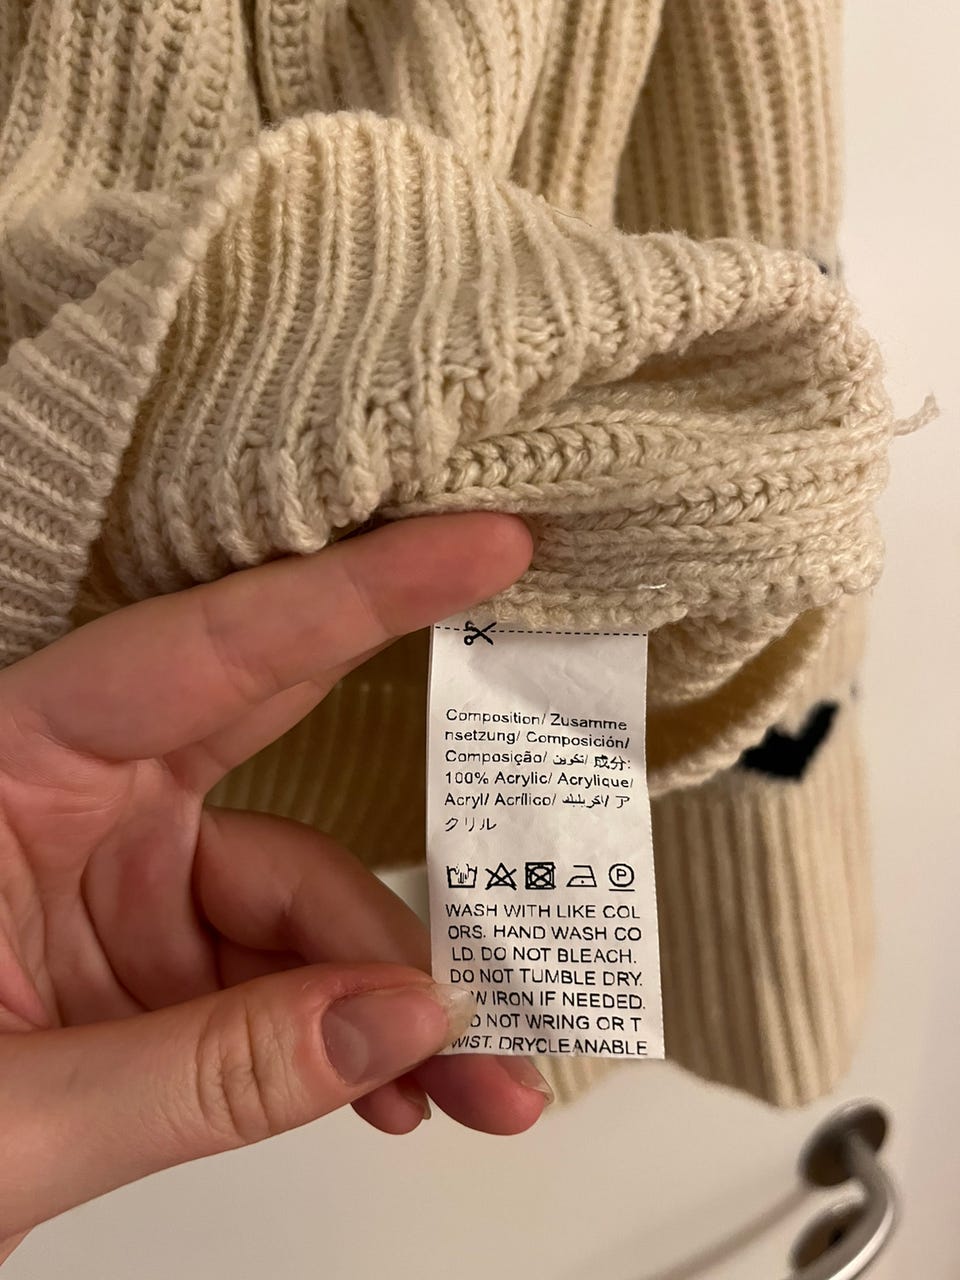 Composition/ Zusamme
nsetzung/ Composición/
Composição/ تكوين/ 成分:
100% Acrylic/ Acrylique/
Acryl/ Acrílico/ اكريليك/ ア
クリル
P
WASH WITH LIKE COL
ORS. HAND WASH CO
LD. DO NOT BLEACH.
DO NOT TUMBLE DRY.
IRON IF NEEDED.
NOT WRING OR T
WIST. DRYCLEANABLE